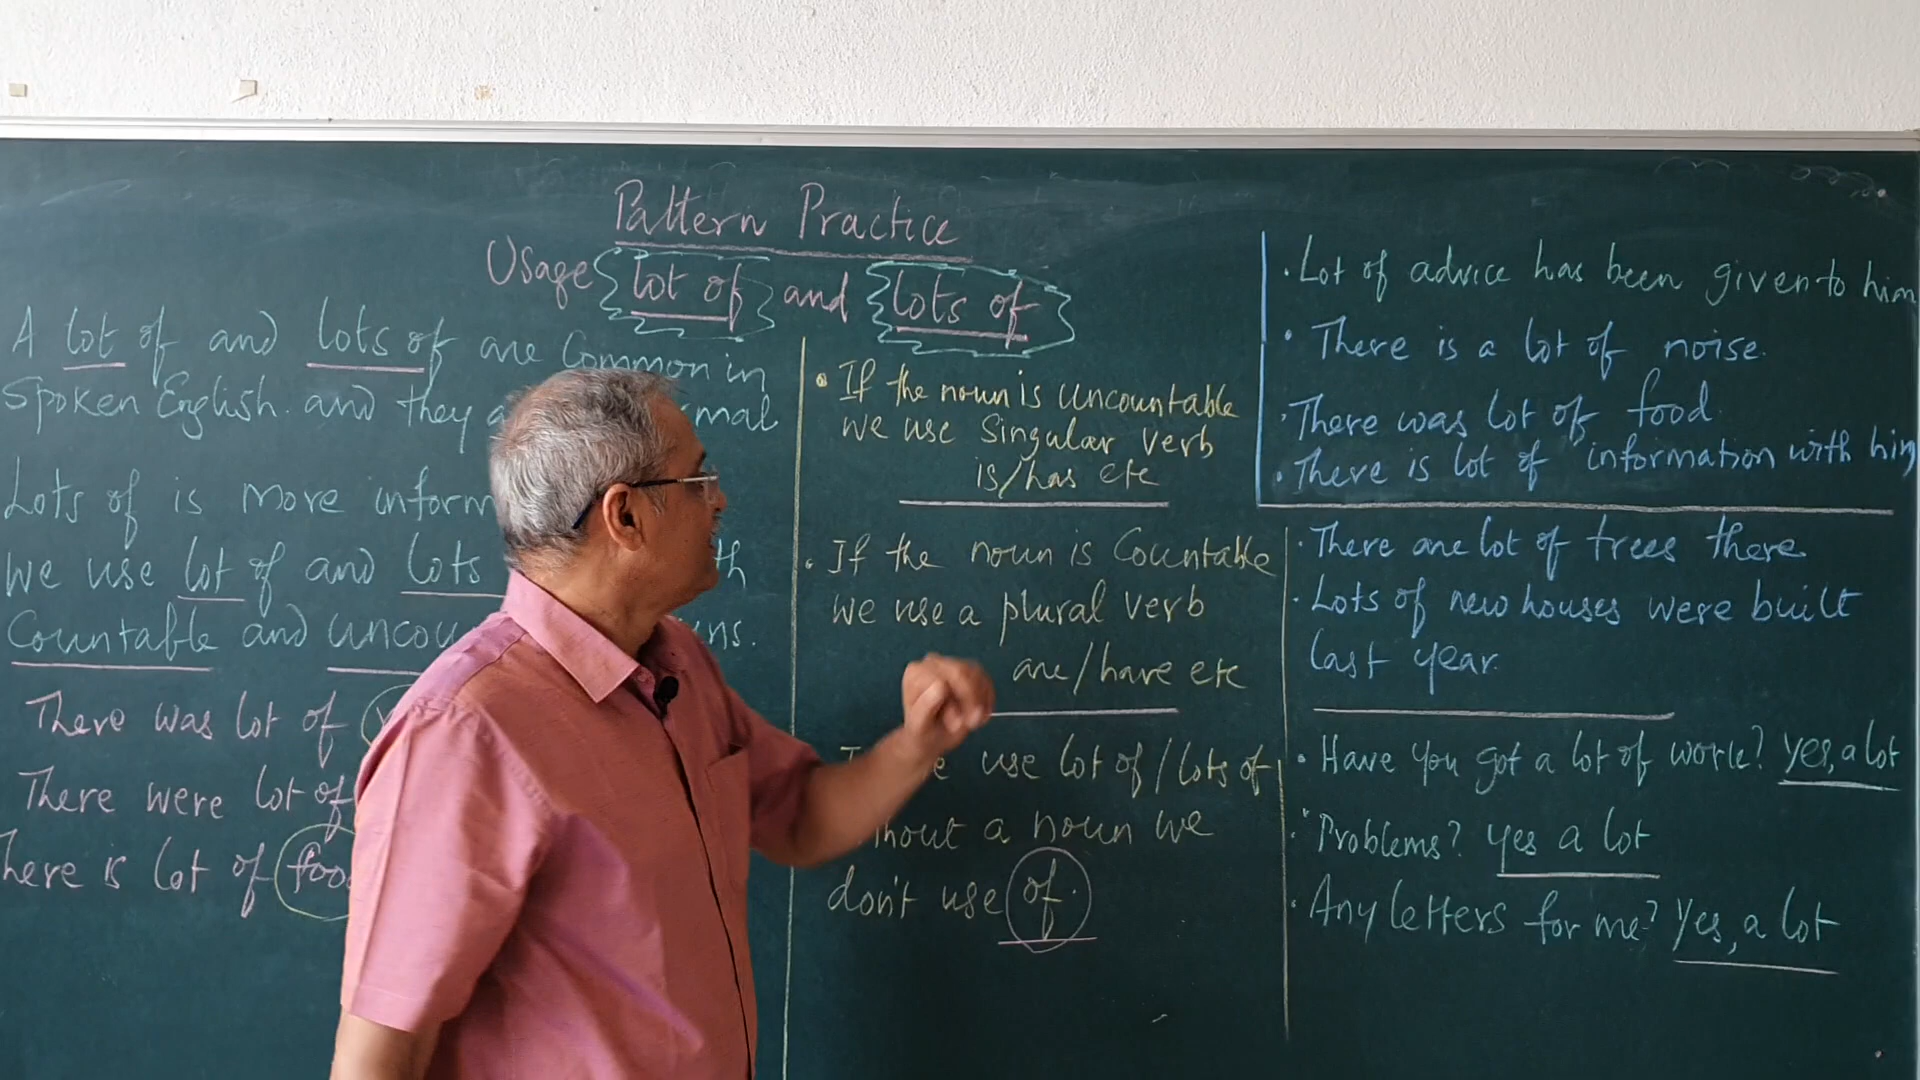 Pattern Practice
Usage lot of and lots of
A lot of and lots of are Common in
Spoken English. and they
Lots of is more
We use lot of and lots
Countable and
There was lot of
There were lot of
There is lot of
• If the noun is uncountable
we use Singular verb
is/has etc
• If the noun is Countable
we use a plural verb
are/have etc
use lot of / lots of
a noun we
don't use of.
• Lot of advice has been given to him
• There is a lot of noise.
• There was lot of food.
• There is lot of information with him
• There are lot of trees there
• Lots of new houses were built
last year.
• Have you got a lot of work? yes, a lot
• Problems? yes a lot
• Any letters for me? Yes, a lot